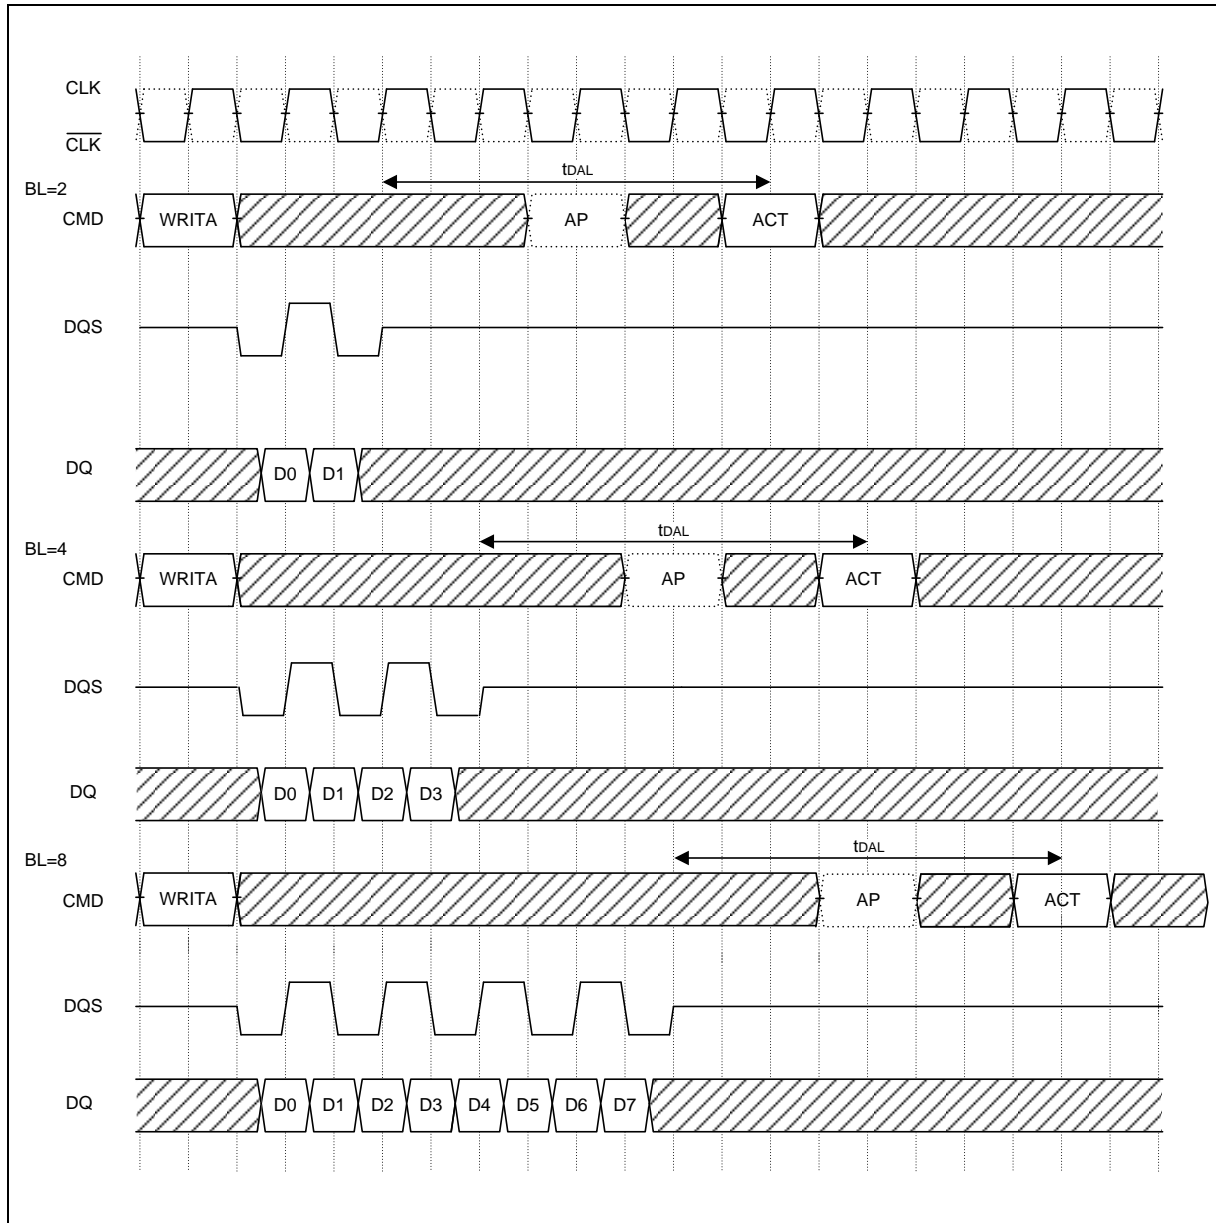 CLK
CLK
tDAL
BL=2
CMD WRITA AP ACT
DQS
DQ D0 D1
tDAL
BL=4
CMD WRITA AP ACT
DQS
DQ D0 D1 D2 D3
tDAL
BL=8
CMD WRITA AP ACT
DQS
DQ D0 D1 D2 D3 D4 D5 D6 D7